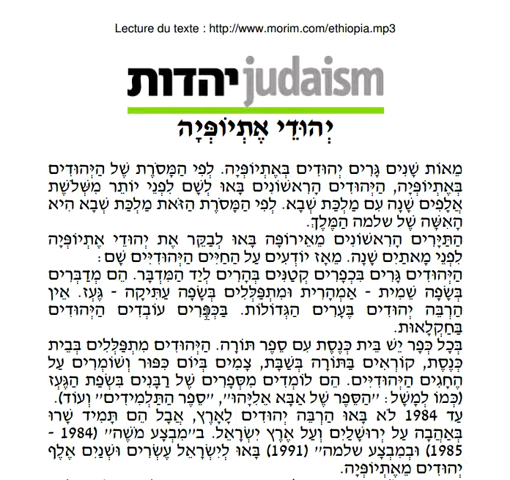 Lecture du texte : http://www.morim.com/ethiopia.mp3
יהדות judaism
יְהוּדֵי אֶתְיוֹפְּיָה
מֵאוֹת שָׁנִים גָּרִים יְהוּדִים בְּאֶתְיוֹפְּיָה. לְפִי הַמָּסֹרֶת שֶׁל הַיְּהוּדִים
בְּאֶתְיוֹפְּיָה, הַיְּהוּדִים הָרִאשׁוֹנִים בָּאוּ לְשָׁם לִפְנֵי יוֹתֵר מִשְּׁלֹשֶׁת
אֲלָפִים שָׁנָה עִם מַלְכַּת שְׁבָא. לְפִי הַמָּסֹרֶת הַזֹּאת מַלְכַּת שְׁבָא הִיא
הָאִשָּׁה שֶׁל שלמה הַמֶּלֶךְ.
הַתַּיָּרִים הָרִאשׁוֹנִים מֵאֵירוֹפָּה בָּאוּ לְבַקֵּר אֶת יְהוּדֵי אֶתְיוֹפְּיָה
לִפְנֵי מָאתַיִם שָׁנָה. מֵאָז יוֹדְעִים עַל הַחַיִּים הַיְּהוּדִיִּים שָׁם :
הַיְּהוּדִים גָּרִים בִּכְפָרִים קְטַנִּים בְּהָרִים לְיַד הַמִּדְבָּר. הֵם מְדַבְּרִים
בְּשָׂפָה שֵׁמִית - אַמְהָרִית וּמִתְפַּלְּלִים בְּשָׂפָה עַתִּיקָה - גְּעֵז. אֵין
הַרְבֵּה יְהוּדִים בֶּעָרִים הַגְּדוֹלוֹת. בַּכְּפָרִים עוֹבְדִים הַיְּהוּדִים
בַּחַקְלָאוּת.
בְּכָל כְּפָר יֵשׁ בֵּית כְּנֶסֶת עִם סֵפֶר תּוֹרָה. הַיְּהוּדִים מִתְפַּלְּלִים בְּבֵית
כְּנֶסֶת, קוֹרְאִים בַּתּוֹרָה בְּשַׁבָּת, צָמִים בְּיוֹם כִּפּוּר וְשׁוֹמְרִים עַל
הַחַגִּים הַיְּהוּדִיִּים. הֵם לוֹמְדִים מִסְּפָרִים שֶׁל רַבָּנִים בִּשְׂפַת הַגְּעֵז
(כְּמוֹ לְמָשָׁל : "הַסֵּפֶר שֶׁל אַבָּא אֵלִיָּהוּ", "סֵפֶר הַתַּלְמִידִים" וְעוֹד).
עַד 1984 לֹא בָּאוּ הַרְבֵּה יְהוּדִים לָאָרֶץ, אֲבָל הֵם תָּמִיד שָׁרוּ
בְּאַהֲבָה עַל יְרוּשָׁלַיִם וְעַל אֶרֶץ יִשְׂרָאֵל. בּ"מִבְצָע מֹשֶׁה" (1984 -
1985) וּבְמִבְצָע שלמה" (1991) בָּאוּ לְיִשְׂרָאֵל עֶשְׂרִים וּשְׁנַיִם אֶלֶף
יְהוּדִים מֵאֶתְיוֹפְּיָה.